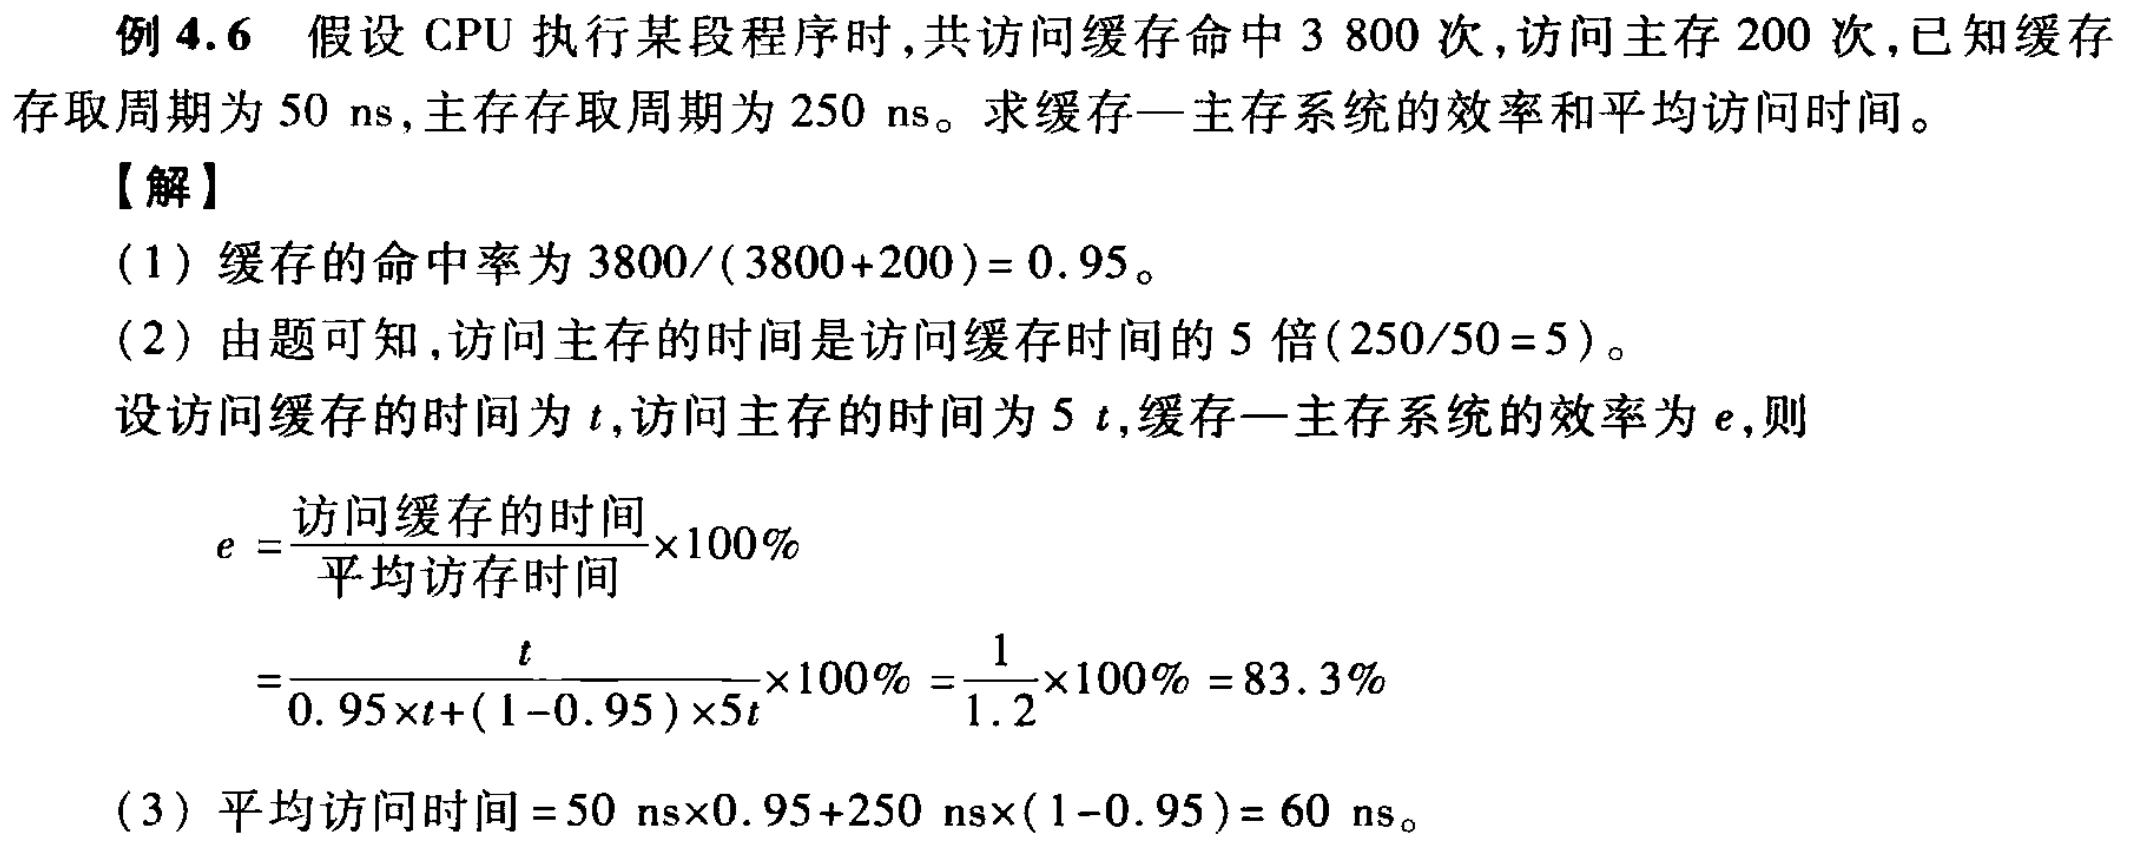 例 4.6 假设 CPU 执行某段程序时,共访问缓存命中 3 800 次,访问主存 200 次,已知缓存
存取周期为 50 ns,主存存取周期为 250 ns。求缓存—主存系统的效率和平均访问时间。
【解】
(1) 缓存的命中率为 3800/(3800+200)= 0.95。
(2) 由题可知,访问主存的时间是访问缓存时间的 5 倍(250/50=5)。
设访问缓存的时间为 t,访问主存的时间为 5 t,缓存—主存系统的效率为 e,则
e = 访问缓存的时间/平均访存时间 ×100%
= t/(0.95×t+(1-0.95)×5t) ×100% = 1/1.2 ×100% = 83.3%
(3) 平均访问时间 = 50 ns×0.95+250 ns×(1-0.95)= 60 ns。